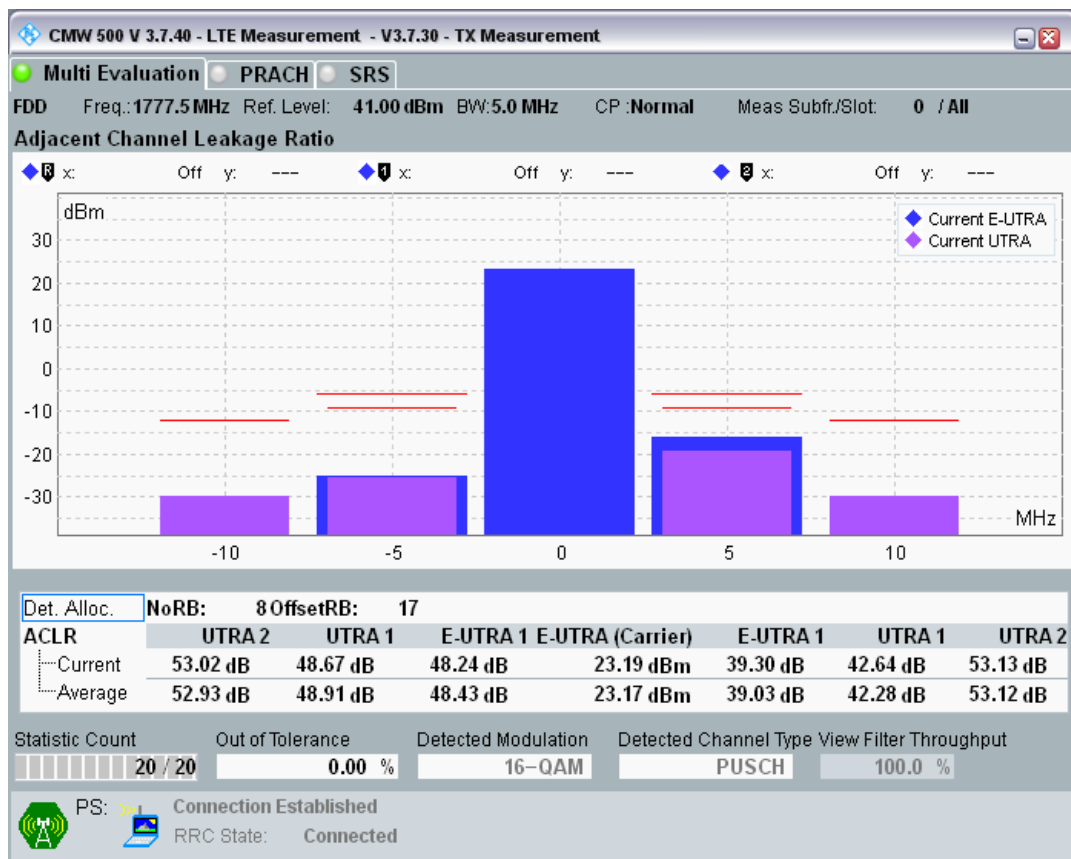 CMW 500 V 3.7.40 - LTE Measurement - V3.7.30 - TX Measurement
Multi Evaluation PRACH SRS
FDD Freq.:1777.5 MHz Ref. Level: 41.00 dBm BW:5.0 MHz CP :Normal Meas Subfr./Slot: 0 / All
Adjacent Channel Leakage Ratio
R x: Off y: --- 1 x: Off y: --- 2 x: Off y: ---
dBm
Current E-UTRA
Current UTRA
30
20
10
0
-10
-20
-30
MHz
-10 -5 0 5 10
Det. Alloc. NoRB: 8 OffsetRB: 17
ACLR UTRA 2 UTRA 1 E-UTRA 1 E-UTRA (Carrier) E-UTRA 1 UTRA 1 UTRA 2
Current 53.02 dB 48.67 dB 48.24 dB 23.19 dBm 39.30 dB 42.64 dB 53.13 dB
Average 52.93 dB 48.91 dB 48.43 dB 23.17 dBm 39.03 dB 42.28 dB 53.12 dB
Statistic Count Out of Tolerance Detected Modulation Detected Channel Type View Filter Throughput
20 / 20 0.00 % 16-QAM PUSCH 100.0 %
PS: Connection Established
RRC State: Connected